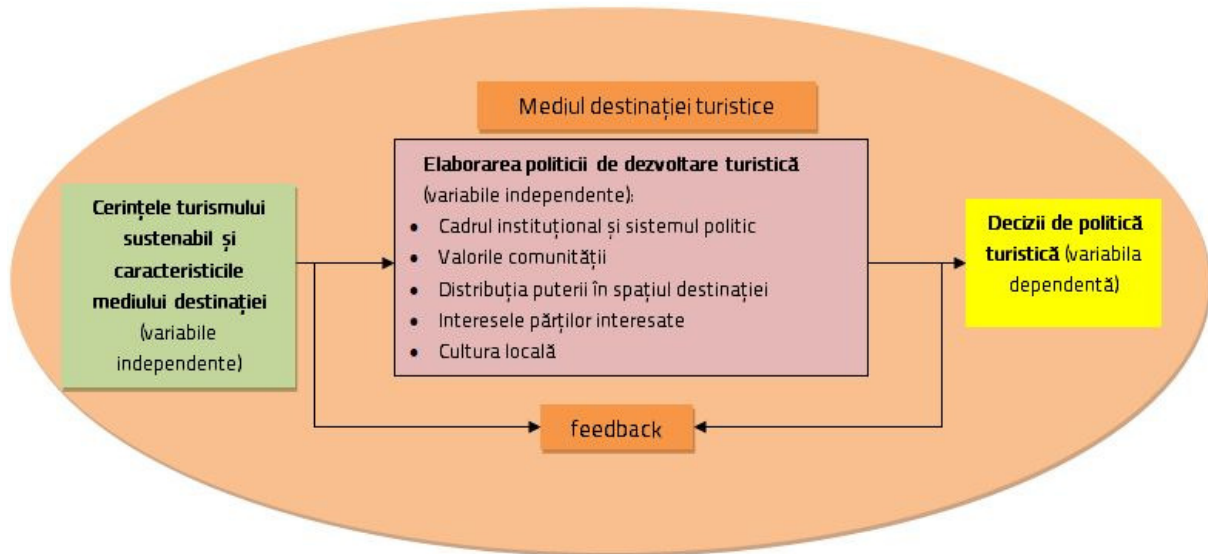 Mediul destinației turistice
Cerințele turismului
sustenabil și
caracteristicile
mediului destinației
(variabile
independente)
Elaborarea politicii de dezvoltare turistică
(variabile independente):
• Cadrul instituțional și sistemul politic
• Valorile comunității
• Distribuția puterii în spațiul destinației
• Interesele părților interesate
• Cultura locală
Decizii de politică
turistică (variabila
dependentă)
feedback